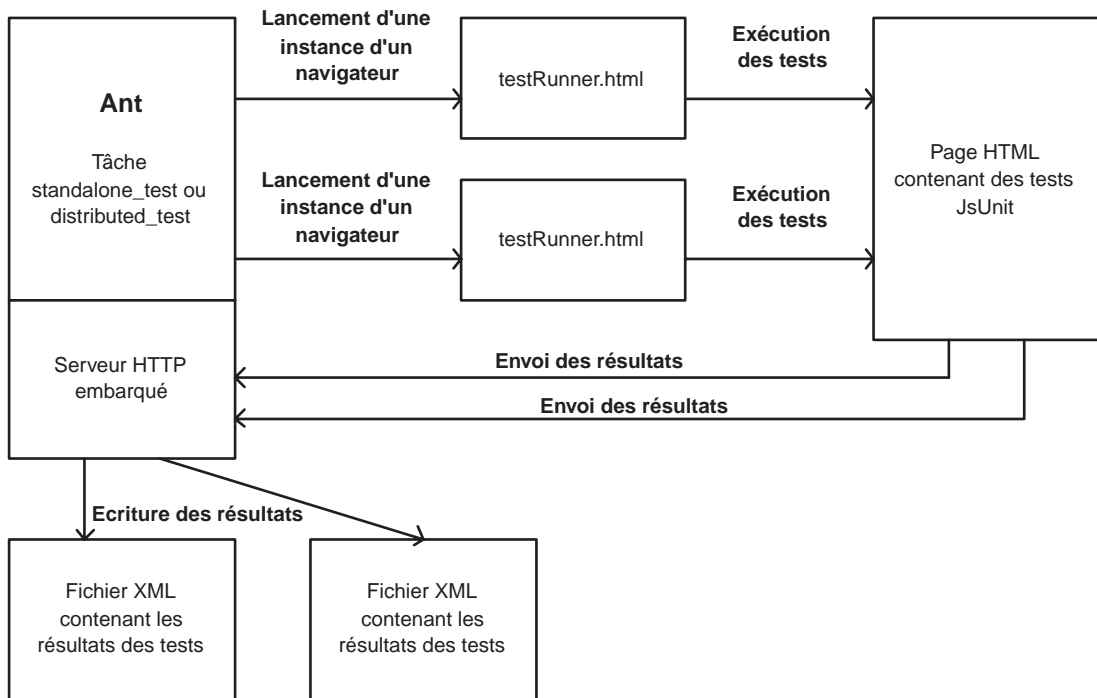 Lancement d'une
instance d'un
navigateur
Exécution
des tests
Ant
Tâche
standalone_test ou
distributed_test
testRunner.html
Page HTML
contenant des tests
JsUnit
Lancement d'une
instance d'un
navigateur
Exécution
des tests
testRunner.html
Serveur HTTP
embarqué
Envoi des résultats
Envoi des résultats
Ecriture des résultats
Fichier XML
contenant les
résultats des tests
Fichier XML
contenant les
résultats des tests